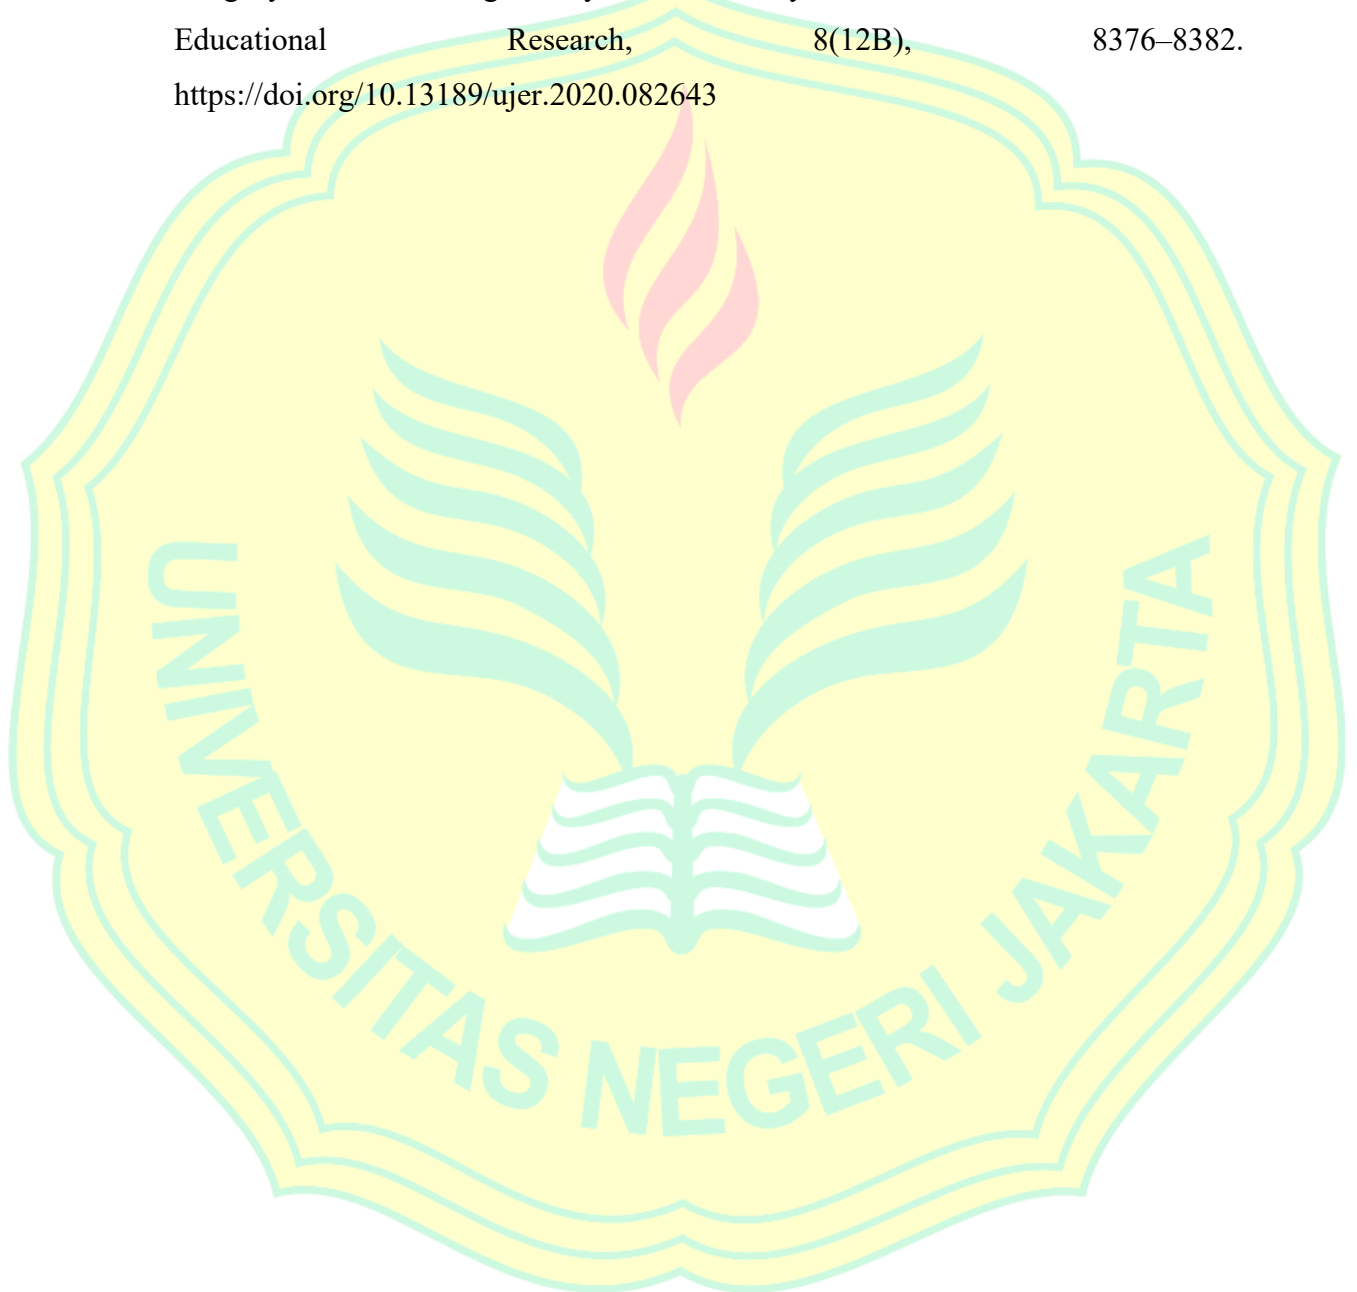 Educational Research, 8(12B), 8376–8382.
https://doi.org/10.13189/ujer.2020.082643
UNIVERSITAS NEGERI JAKARTA